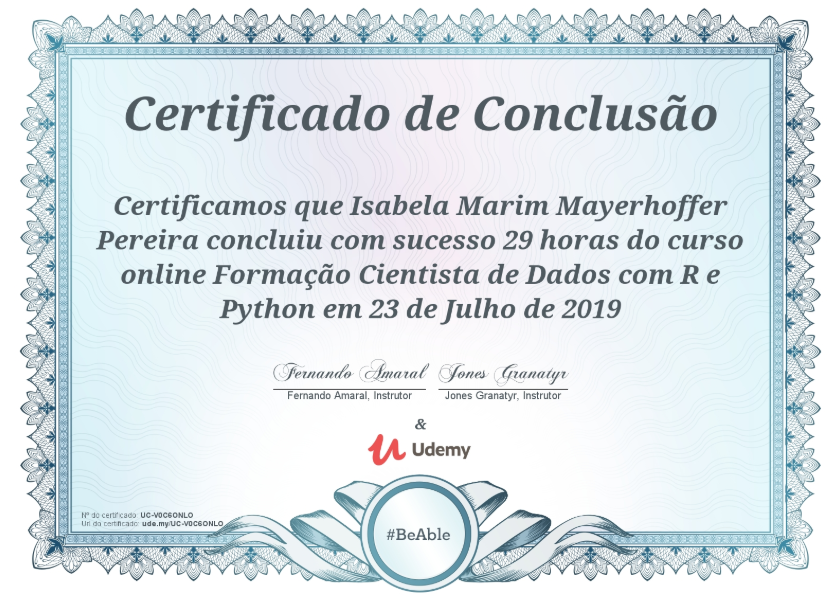 Certificado de Conclusão
Certificamos que Isabela Marim Mayerhoffer
Pereira concluiu com sucesso 29 horas do curso
online Formação Cientista de Dados com R e
Python em 23 de Julho de 2019
Fernando Amaral Jones Granatyr
Fernando Amaral, Instrutor Jones Granatyr, Instrutor
&
Udemy
Nº do certificado: UC-V0C6ONLO
Url do certificado: ude.my/UC-V0C6ONLO
#BeAble